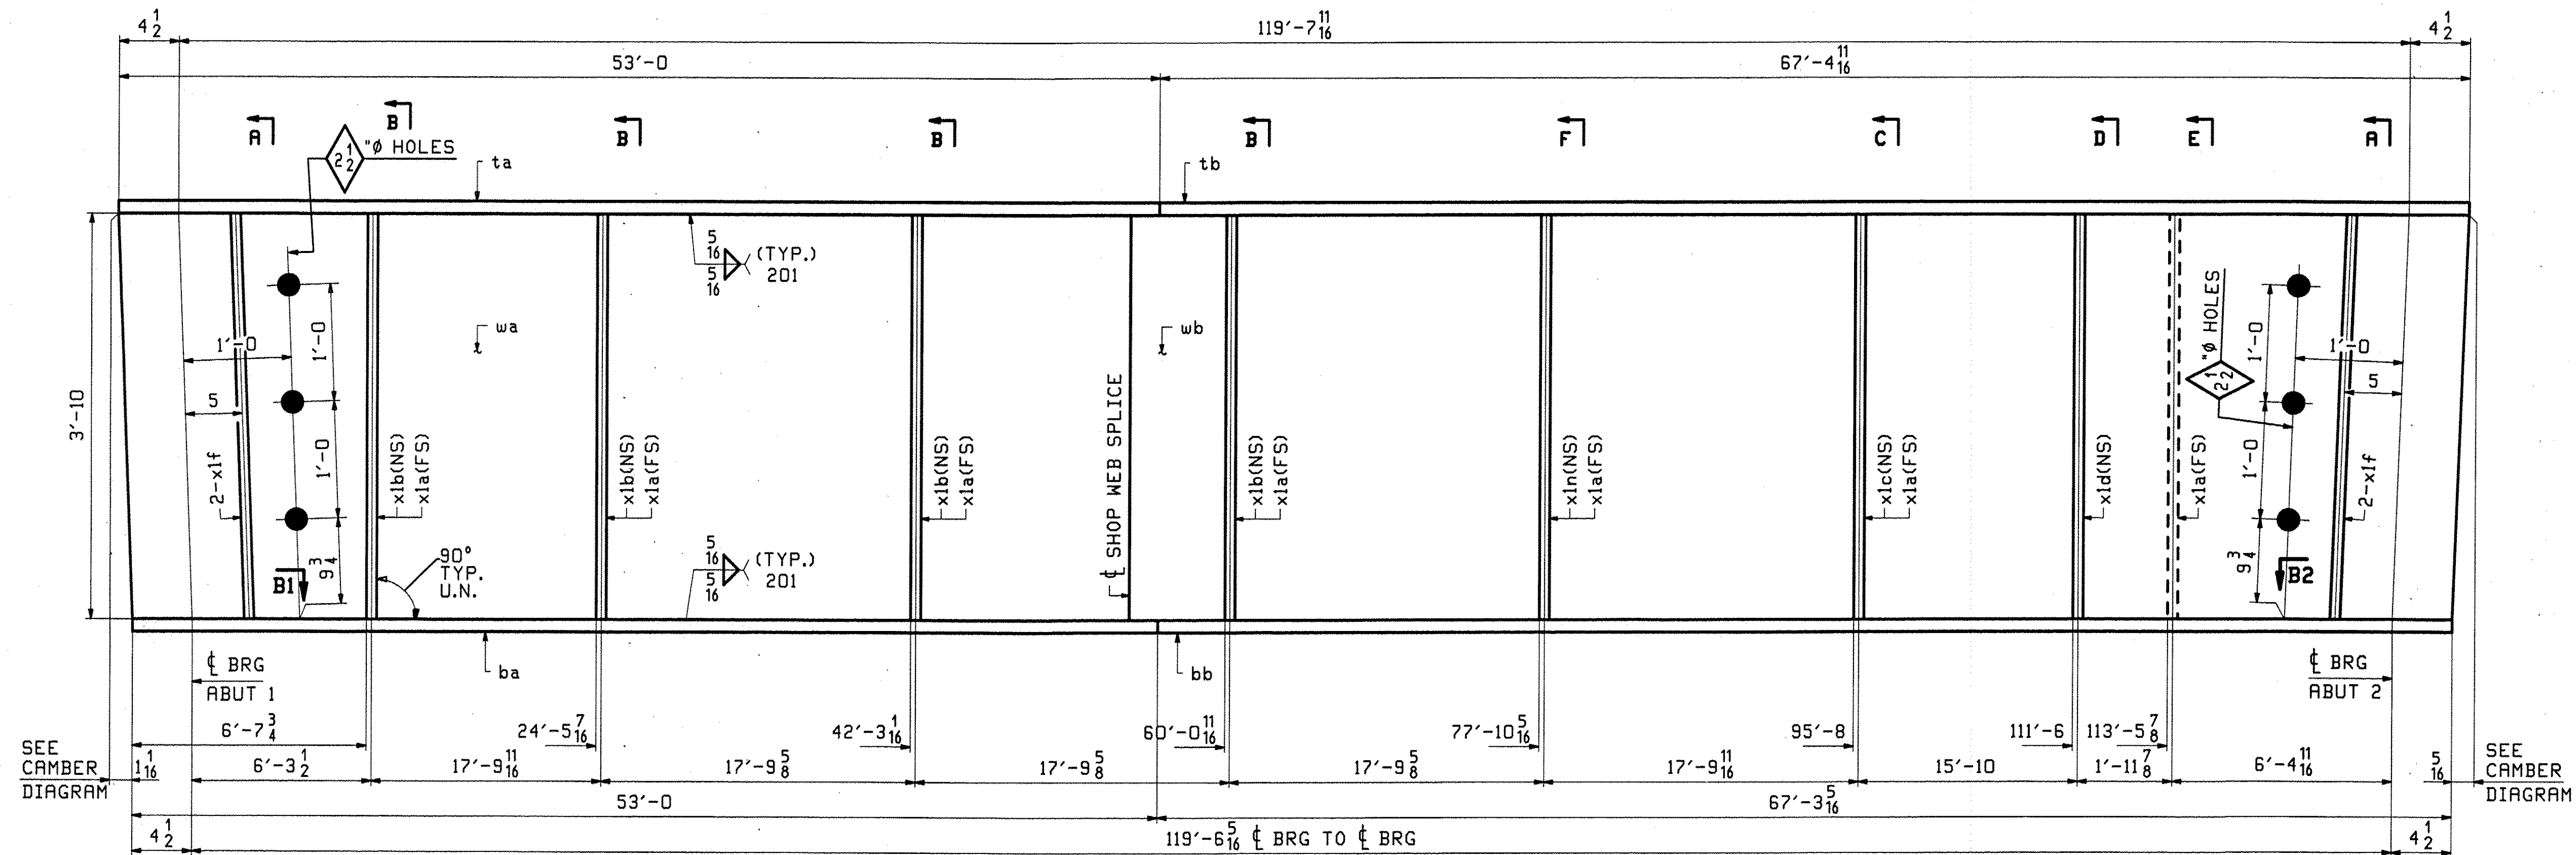 4 1/2
119'-7 11/16
4 1/2
53'-0
67'-4 11/16
A
B
B
B
B
F
C
D
E
A
2 1/2 "Ø HOLES
ta
tb
5/16
5/16
(TYP.)
201
wa
wb
1'-0
1'-0
5
1'-0
3'-10
2-x1f
9 3/4
B1
90°
TYP.
U.N.
x1b(NS)
x1a(FS)
x1b(NS)
x1a(FS)
x1b(NS)
x1a(FS)
5/16
5/16
(TYP.)
201
℄ SHOP WEB SPLICE
x1b(NS)
x1a(FS)
x1n(NS)
x1a(FS)
x1c(NS)
x1a(FS)
x1d(NS)
x1a(FS)
2 1/2 "Ø HOLES
1'-0
1'-0
1'-0
5
9 3/4
B2
2-x1f
℄ BRG
ABUT 1
ba
bb
℄ BRG
ABUT 2
6'-7 3/4
24'-5 7/16
42'-3 1/16
60'-0 11/16
77'-10 5/16
95'-8
111'-6
113'-5 7/8
SEE
CAMBER
DIAGRAM
1 1/16
6'-3 1/2
17'-9 11/16
17'-9 5/8
17'-9 5/8
17'-9 5/8
17'-9 11/16
15'-10
1'-11 7/8
6'-4 11/16
5/16
SEE
CAMBER
DIAGRAM
53'-0
67'-3 5/16
4 1/2
119'-6 5/16 ℄ BRG TO ℄ BRG
4 1/2